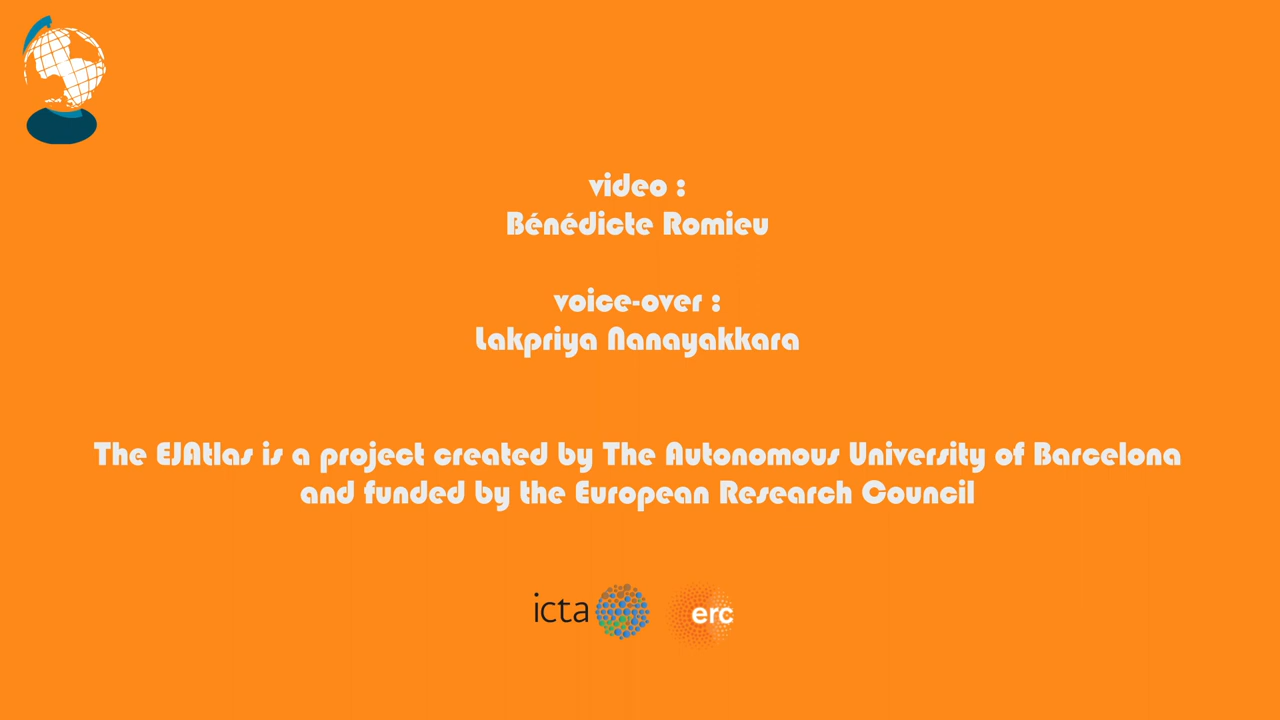 video :
Bénédicte Romieu
voice-over :
Lakpriya Nanayakkara
The EJAtlas is a project created by The Autonomous University of Barcelona
and funded by the European Research Council
icta
erc